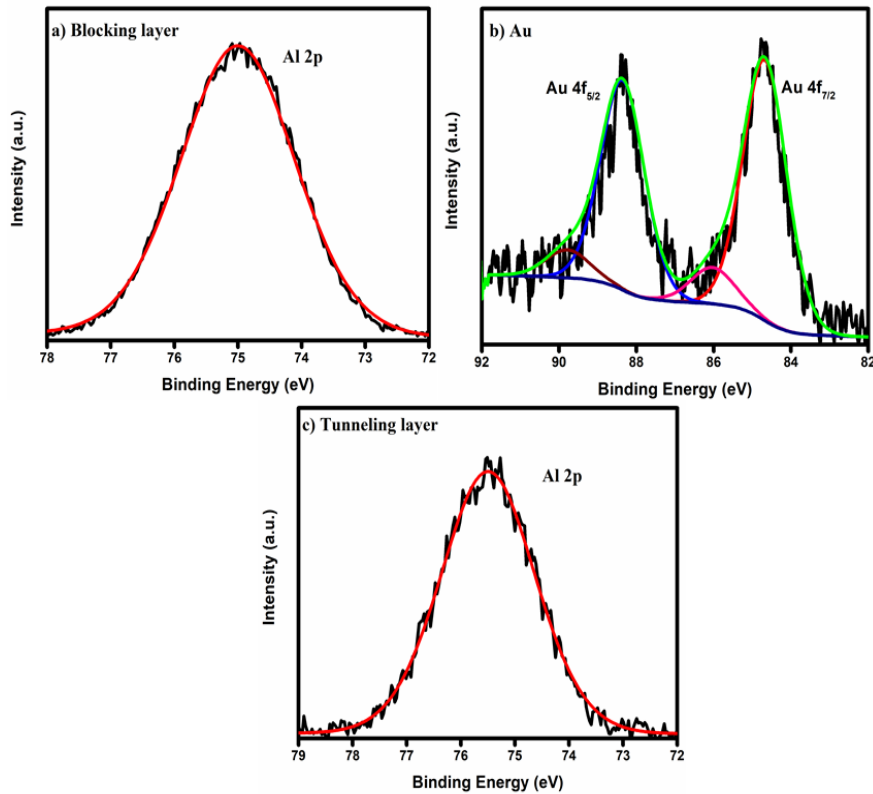 a) Blocking layer
Al 2p
Intensity (a.u.)
78 77 76 75 74 73 72
Binding Energy (eV)
b) Au
Au 4f5/2
Au 4f7/2
Intensity (a.u.)
92 90 88 86 84 82
Binding Energy (eV)
c) Tunneling layer
Al 2p
Intensity (a.u.)
79 78 77 76 75 74 73 72
Binding Energy (eV)